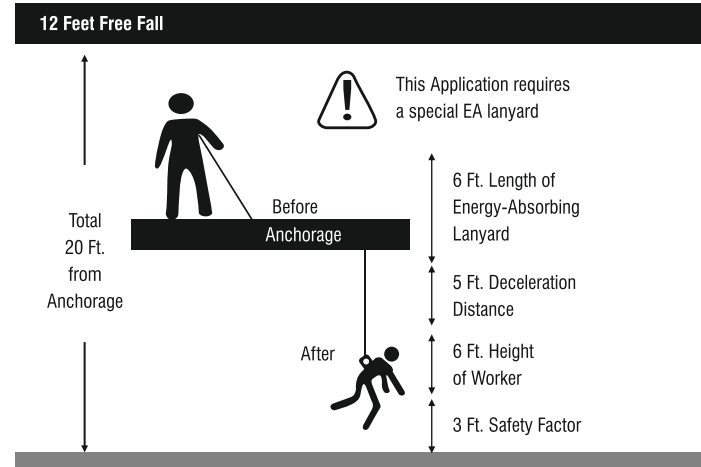 12 Feet Free Fall
This Application requires
a special EA lanyard
Total
20 Ft.
from
Anchorage
Before
Anchorage
After
6 Ft. Length of
Energy-Absorbing
Lanyard
5 Ft. Deceleration
Distance
6 Ft. Height
of Worker
3 Ft. Safety Factor